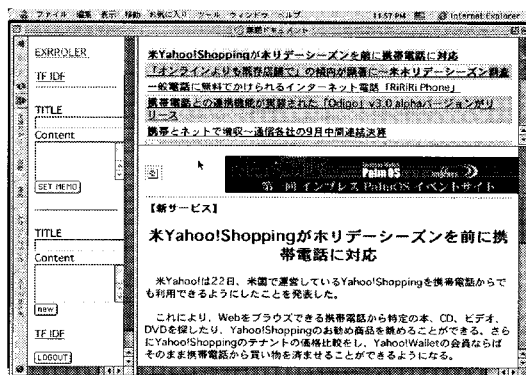 ファイル 編集 表示 移動 お気に入り ツール ウィンドウ ヘルプ 11:57 PM Internet Explorer
EXRROLER
TF IDF
TITLE
Content
SET MEMO
TITLE
Content
new
TF IDF
LOGOUT
米Yahoo!Shoppingがホリデーシーズンを前に携帯電話に対応
「オンラインよりも既存店舗で」の傾向が顕著に〜米ホリデーシーズン調査
一般電話に無料でかけられるインターネット電話「RiRiRi Phone」
携帯電話との連携機能が実装された「Odigo」v3.0 alphaバージョンがリ
リース
携帯とネットで増収〜通信各社の9月中間連結決算
Palm OS
第一回 インプレス PalmOS イベントサイト
【新サービス】
米Yahoo!Shoppingがホリデーシーズンを前に携
帯電話に対応
米Yahoo!は22日、米国で運営しているYahoo!Shoppingを携帯電話からで
も利用できるようにしたことを発表した。
これにより、Webをブラウズできる携帯電話から特定の本、CD、ビデオ、
DVDを探したり、Yahoo!Shoppingのお勧め商品を眺めることができる。さら
にYahoo!Shoppingのテナントの価格比較をし、Yahoo!Walletの会員ならば
そのまま携帯電話から買い物を済ませることができるようになる。